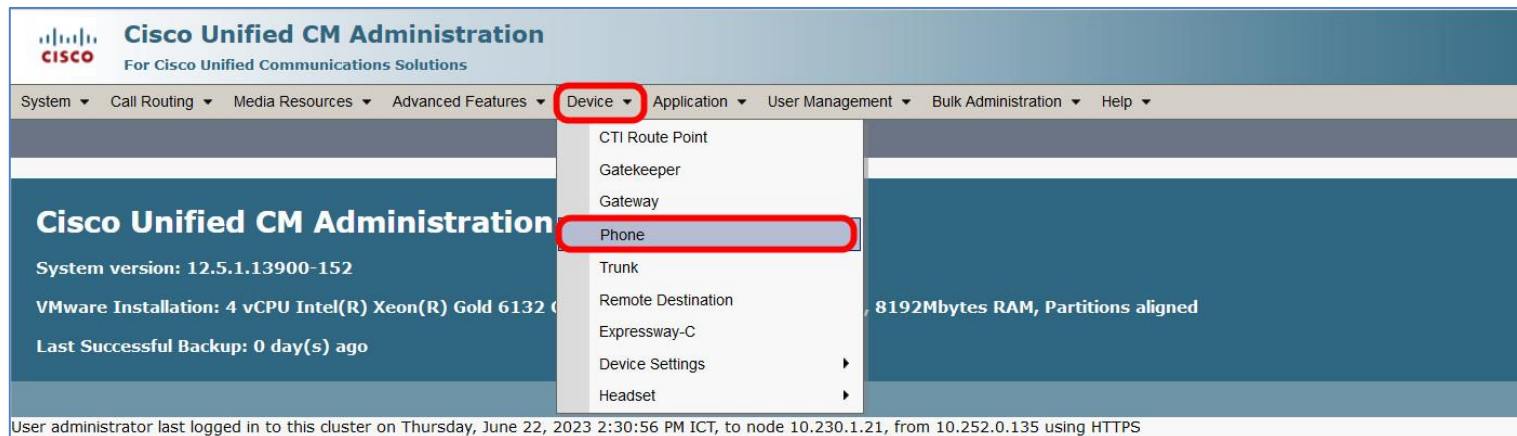 CISCO
Cisco Unified CM Administration
For Cisco Unified Communications Solutions
System Call Routing Media Resources Advanced Features Device Application User Management Bulk Administration Help
CTI Route Point
Gatekeeper
Gateway
Phone
Trunk
Remote Destination
Expressway-C
Device Settings
Headset
Cisco Unified CM Administration
System version: 12.5.1.13900-152
VMware Installation: 4 vCPU Intel(R) Xeon(R) Gold 6132 , 8192Mbytes RAM, Partitions aligned
Last Successful Backup: 0 day(s) ago
User administrator last logged in to this cluster on Thursday, June 22, 2023 2:30:56 PM ICT, to node 10.230.1.21, from 10.252.0.135 using HTTPS